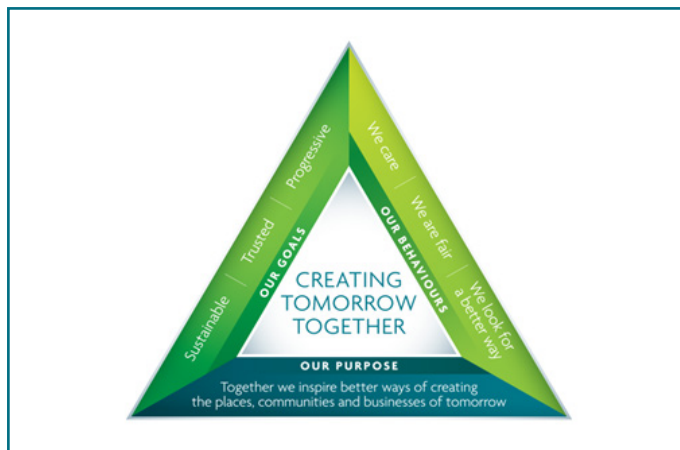 Sustainable | Trusted | Progressive
OUR GOALS
We care | We are fair | We look for
a better way
OUR BEHAVIOURS
CREATING
TOMORROW
TOGETHER
OUR PURPOSE
Together we inspire better ways of creating
the places, communities and businesses of tomorrow